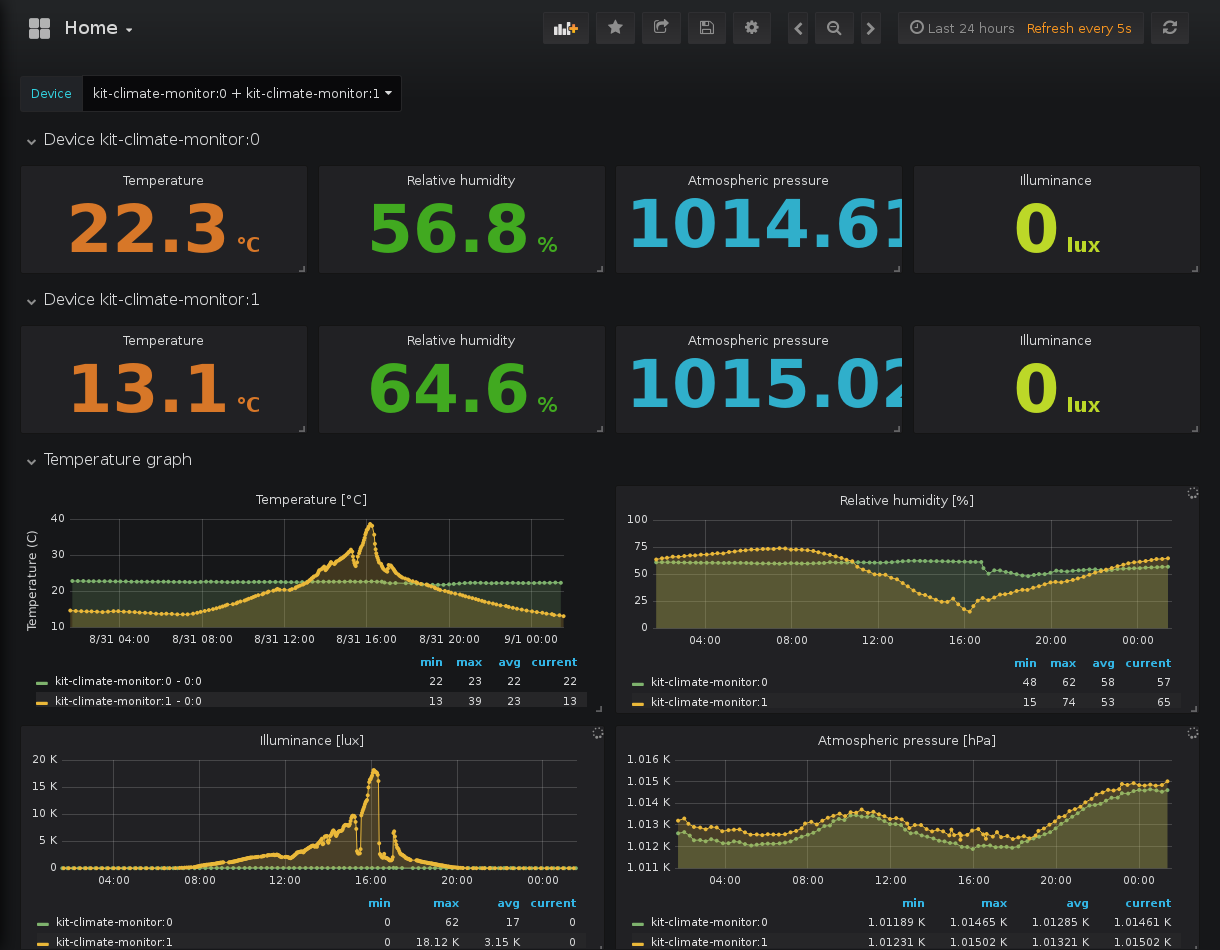 Home
Last 24 hours Refresh every 5s
Device kit-climate-monitor:0 + kit-climate-monitor:1
Device kit-climate-monitor:0
Temperature Relative humidity Atmospheric pressure Illuminance
22.3 °C 56.8 % 1014.61 0 lux
Device kit-climate-monitor:1
Temperature Relative humidity Atmospheric pressure Illuminance
13.1 °C 64.6 % 1015.02 0 lux
Temperature graph
Temperature [°C]
Temperature (C)
40
30
20
10
8/31 04:00 8/31 08:00 8/31 12:00 8/31 16:00 8/31 20:00 9/1 00:00
min max avg current
kit-climate-monitor:0 - 0:0 22 23 22 22
kit-climate-monitor:1 - 0:0 13 39 23 13
Relative humidity [%]
100
75
50
25
0
04:00 08:00 12:00 16:00 20:00 00:00
min max avg current
kit-climate-monitor:0 48 62 58 57
kit-climate-monitor:1 15 74 53 65
Illuminance [lux]
20 K
15 K
10 K
5 K
0
04:00 08:00 12:00 16:00 20:00 00:00
min max avg current
kit-climate-monitor:0 0 62 17 0
kit-climate-monitor:1 0 18.12 K 3.15 K 0
Atmospheric pressure [hPa]
1.016 K
1.015 K
1.014 K
1.013 K
1.012 K
1.011 K
04:00 08:00 12:00 16:00 20:00 00:00
min max avg current
kit-climate-monitor:0 1.01189 K 1.01465 K 1.01285 K 1.01461 K
kit-climate-monitor:1 1.01231 K 1.01502 K 1.01321 K 1.01502 K